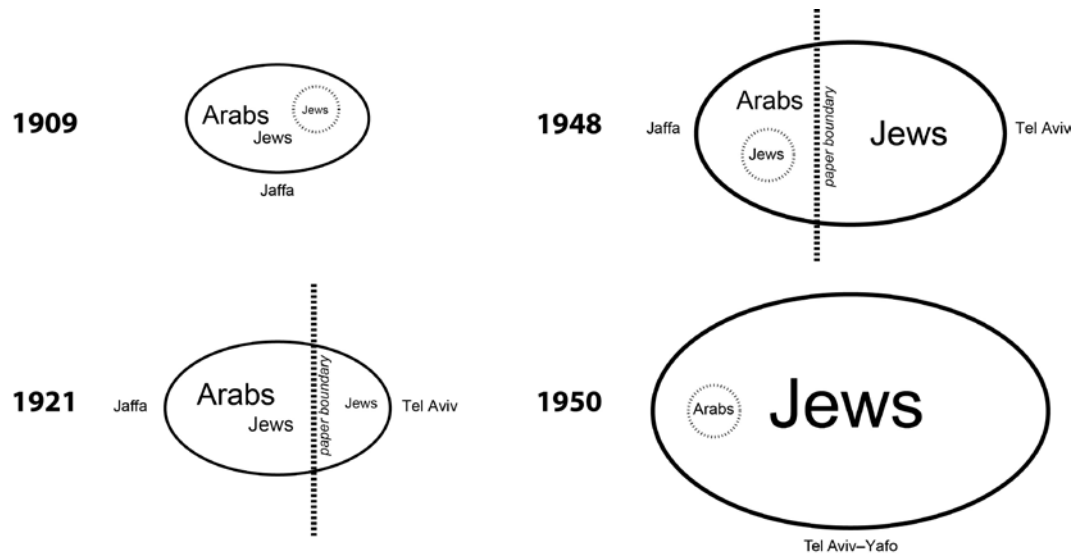 1909
Arabs
Jews
Jews
Jaffa
1921
Jaffa
Arabs
Jews
paper boundary
Jews
Tel Aviv
1948
Jaffa
Arabs
Jews
paper boundary
Jews
Tel Aviv
1950
Arabs
Jews
Tel Aviv–Yafo